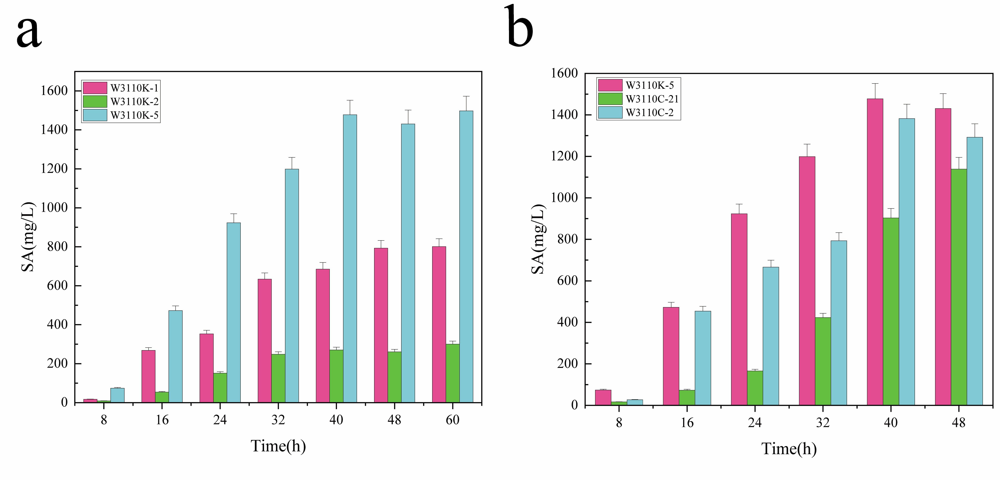 a
b
W3110K-1
W3110K-2
W3110K-5
1600
1400
1200
1000
800
600
400
200
0
SA(mg/L)
8 16 24 32 40 48 60
Time(h)
W3110K-5
W3110C-21
W3110C-2
1600
1400
1200
1000
800
600
400
200
0
SA(mg/L)
8 16 24 32 40 48
Time(h)